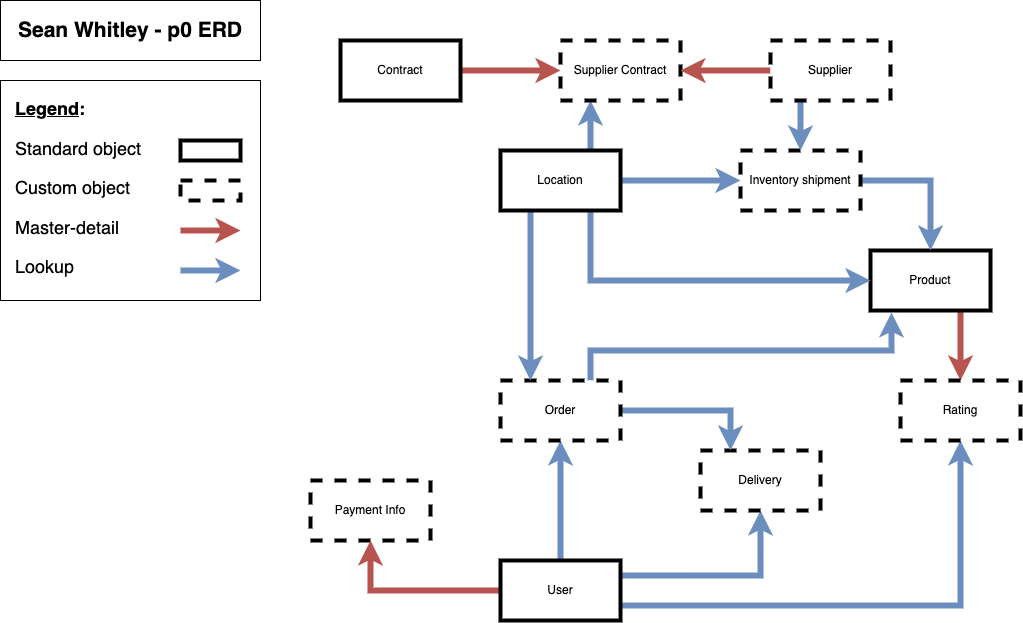 Sean Whitley - p0 ERD
Legend:
Standard object
Custom object
Master-detail
Lookup
Contract
Supplier Contract
Supplier
Location
Inventory shipment
Product
Order
Rating
Delivery
Payment Info
User